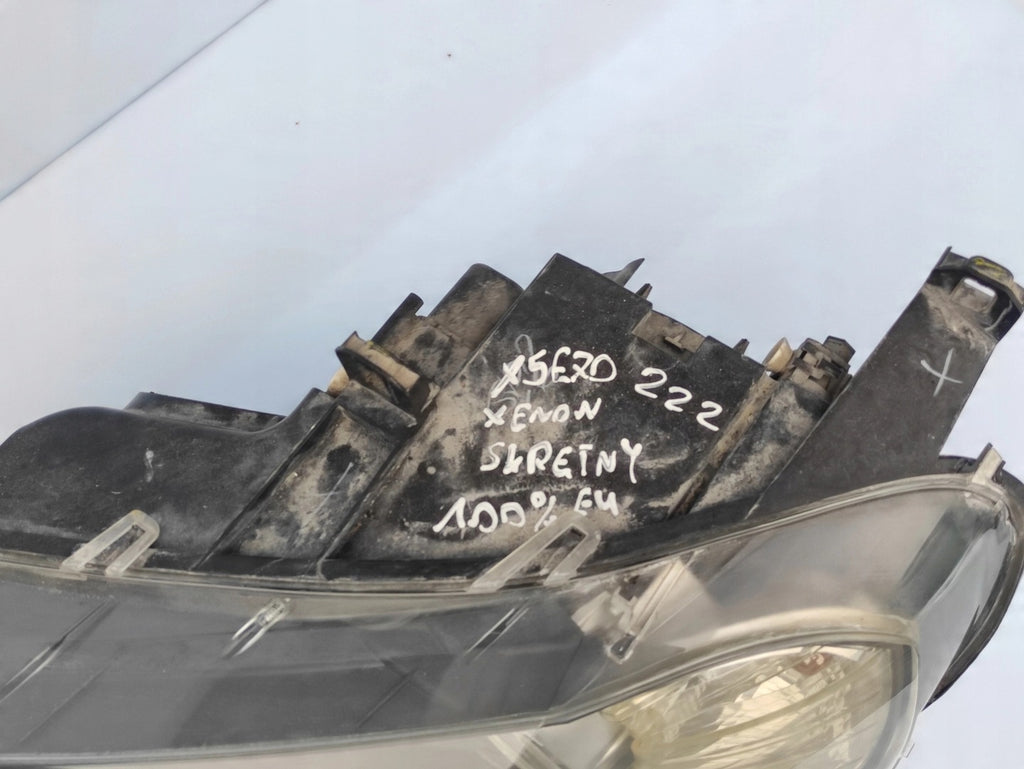 X5E70 222
XENON
SKRETNY
100% EU
X